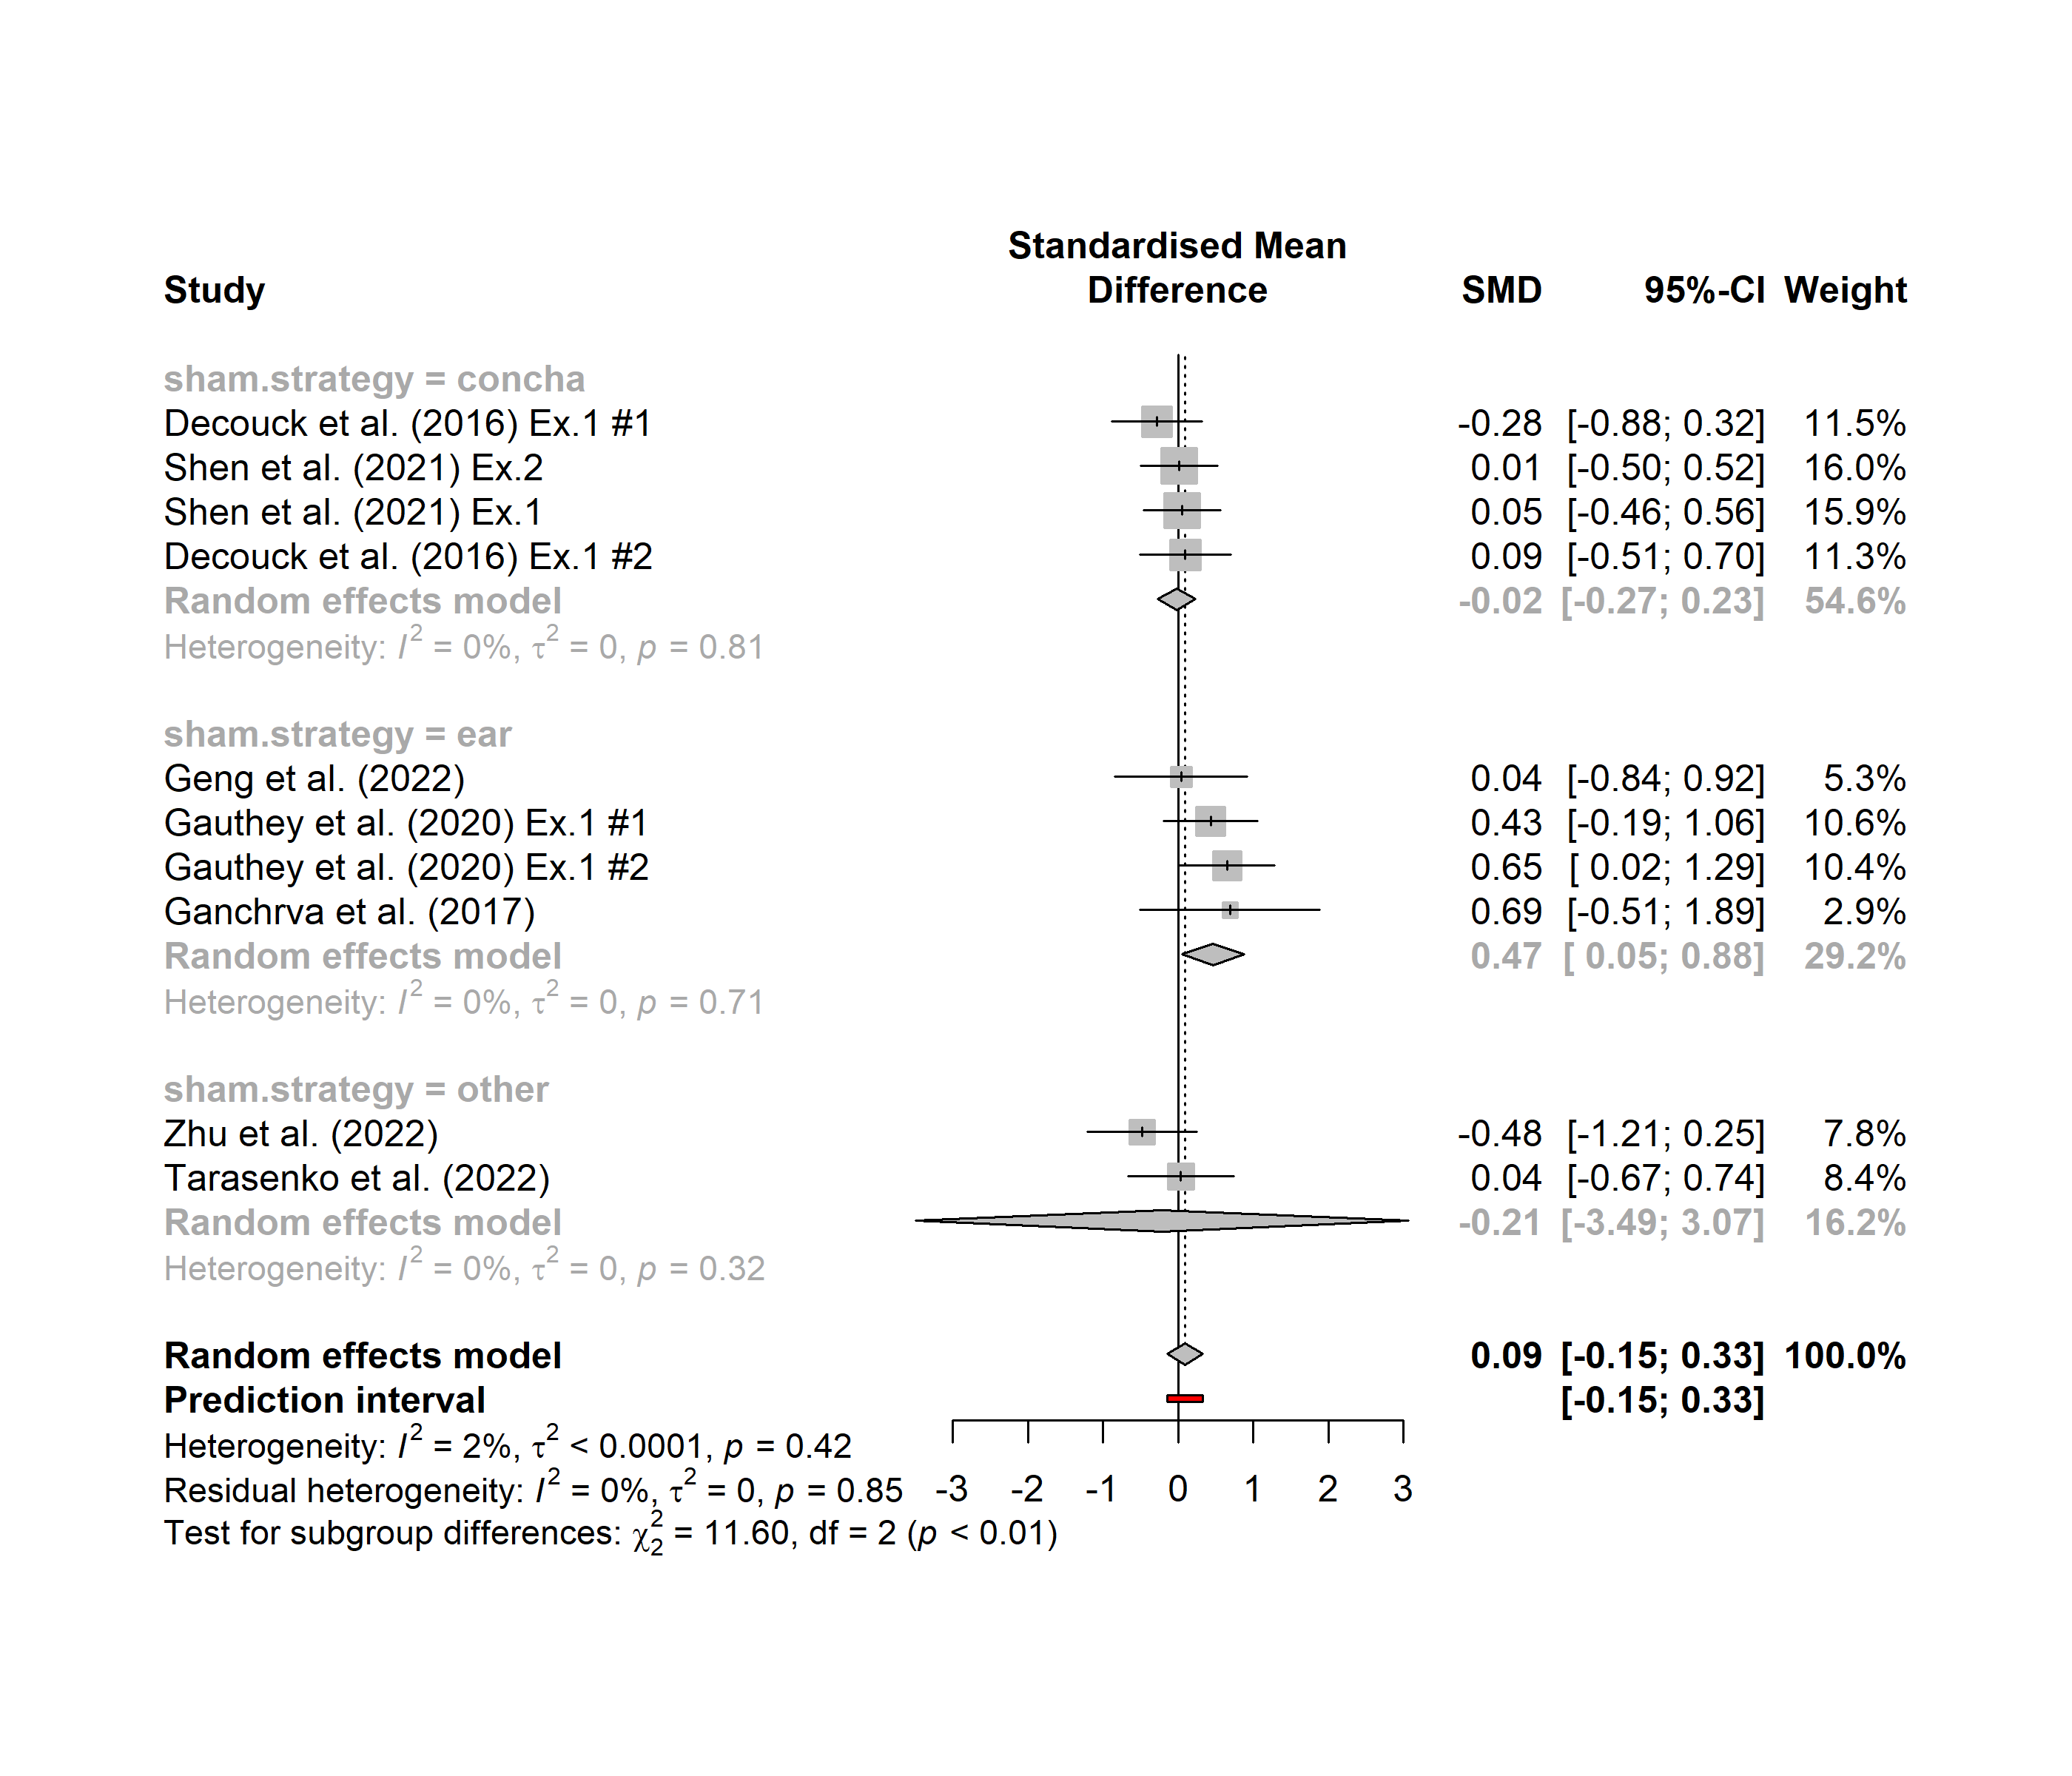 Standardised Mean
Study Difference SMD 95%-CI Weight
sham.strategy = concha
Decouck et al. (2016) Ex.1 #1 -0.28 [-0.88; 0.32] 11.5%
Shen et al. (2021) Ex.2 0.01 [-0.50; 0.52] 16.0%
Shen et al. (2021) Ex.1 0.05 [-0.46; 0.56] 15.9%
Decouck et al. (2016) Ex.1 #2 0.09 [-0.51; 0.70] 11.3%
Random effects model -0.02 [-0.27; 0.23] 54.6%
Heterogeneity: I² = 0%, τ² = 0, p = 0.81
sham.strategy = ear
Geng et al. (2022) 0.04 [-0.84; 0.92] 5.3%
Gauthey et al. (2020) Ex.1 #1 0.43 [-0.19; 1.06] 10.6%
Gauthey et al. (2020) Ex.1 #2 0.65 [ 0.02; 1.29] 10.4%
Ganchrva et al. (2017) 0.69 [-0.51; 1.89] 2.9%
Random effects model 0.47 [ 0.05; 0.88] 29.2%
Heterogeneity: I² = 0%, τ² = 0, p = 0.71
sham.strategy = other
Zhu et al. (2022) -0.48 [-1.21; 0.25] 7.8%
Tarasenko et al. (2022) 0.04 [-0.67; 0.74] 8.4%
Random effects model -0.21 [-3.49; 3.07] 16.2%
Heterogeneity: I² = 0%, τ² = 0, p = 0.32
Random effects model 0.09 [-0.15; 0.33] 100.0%
Prediction interval [-0.15; 0.33]
Heterogeneity: I² = 2%, τ² < 0.0001, p = 0.42
Residual heterogeneity: I² = 0%, τ² = 0, p = 0.85 -3 -2 -1 0 1 2 3
Test for subgroup differences: χ²₂ = 11.60, df = 2 (p < 0.01)